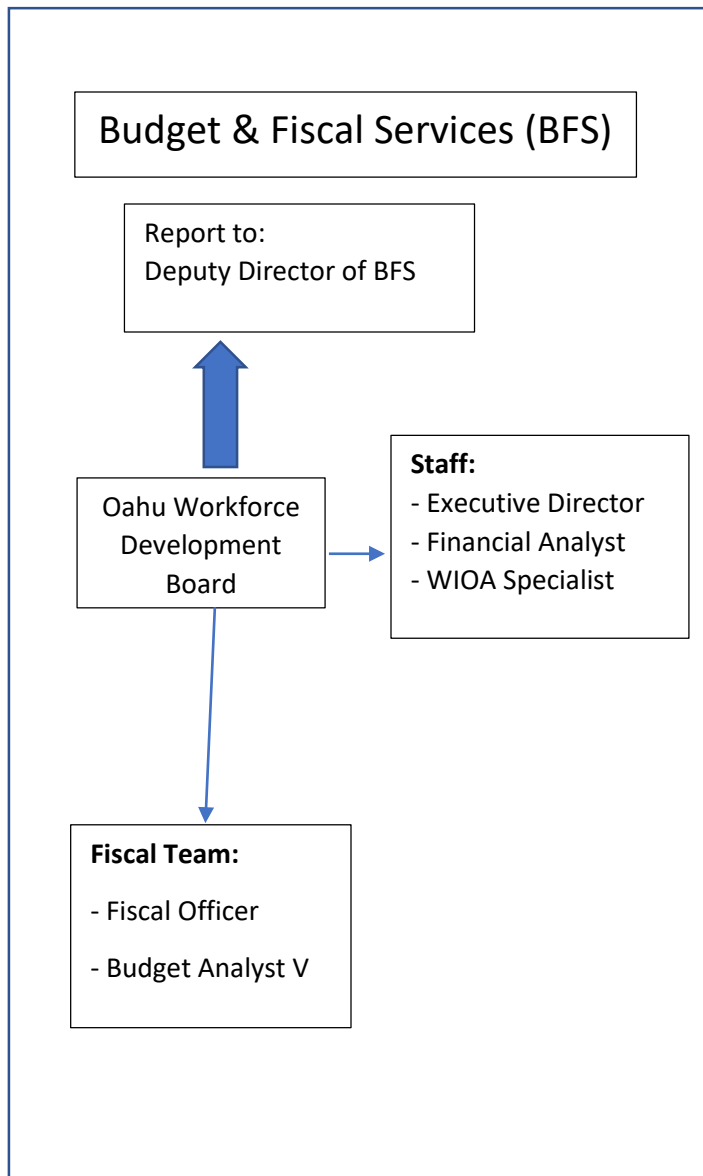 Budget & Fiscal Services (BFS)
Report to:
Deputy Director of BFS
Oahu Workforce
Development
Board
Staff:
- Executive Director
- Financial Analyst
- WIOA Specialist
Fiscal Team:
- Fiscal Officer
- Budget Analyst V